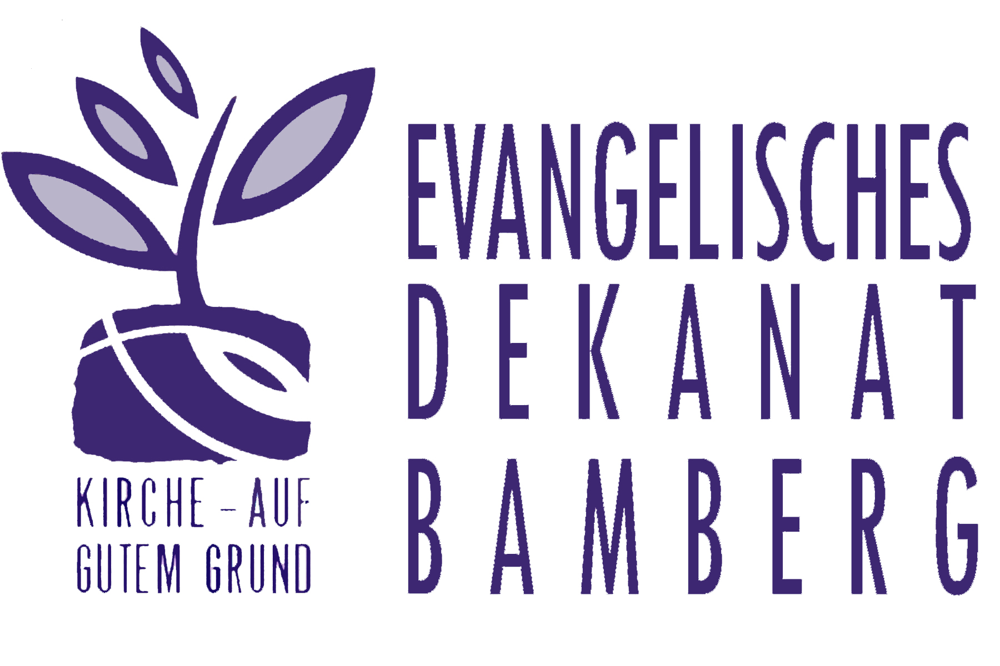 KIRCHE – AUF
GUTEM GRUND
EVANGELISCHES
DEKANAT
BAMBERG